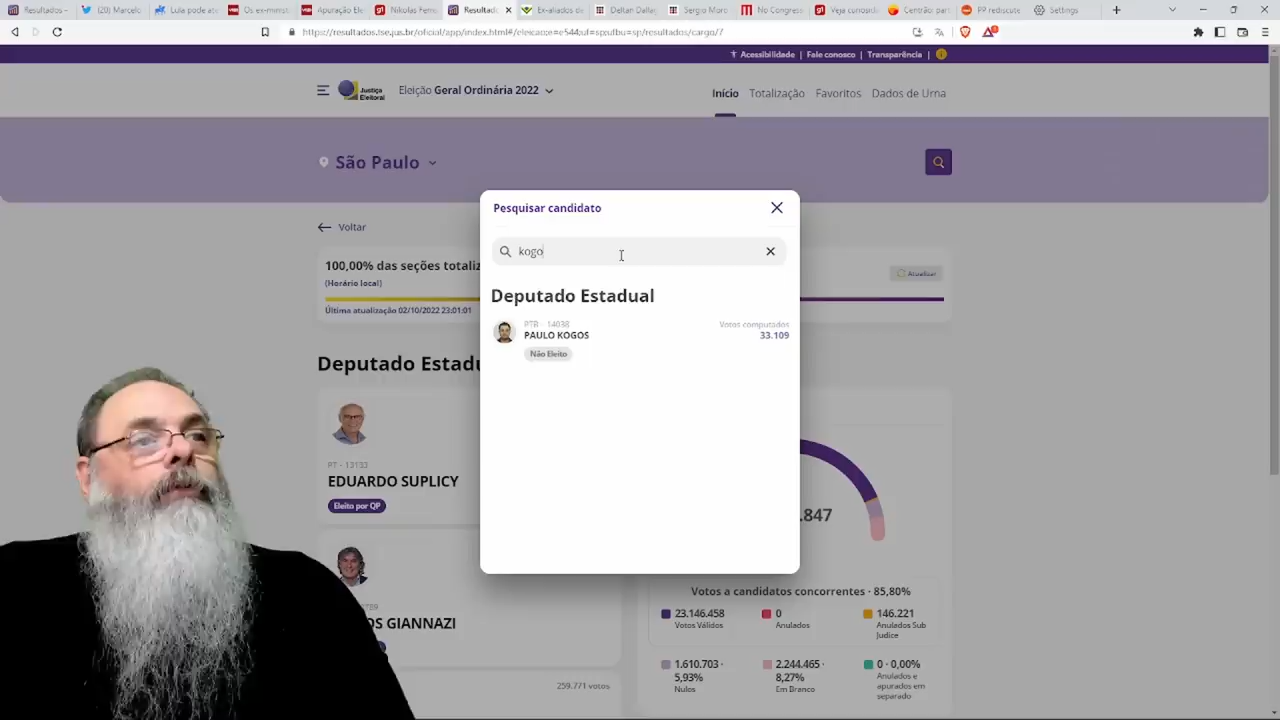 Resultados -
(20) Marcelo
Lula pode ate
Os ex-minist
Apuração Ele
Nikolas Ferre
Resultado
Ex-aliados de
Deltan Dallag
Sergio Moro
No Congress
Veja curiosid
Centrão: part
PP rediscute
Settings
https://resultados.tse.jus.br/oficial/app/index.html#/eleicao;e=e544;uf=sp;ufbu=sp/resultados/cargo/7
Acessibilidade | Fale conosco | Transparência |
Justiça
Eleitoral
Eleição Geral Ordinária 2022
Início Totalização Favoritos Dados de Urna
São Paulo
Voltar
100,00% das seções totaliz
(Horário local)
Atualizar
Última atualização 02/10/2022 23:01:01
Pesquisar candidato
kogo
Deputado Estadual
PTB - 14038
PAULO KOGOS
Não Eleito
Votos computados
33.109
Deputado Estadu
PT - 13133
EDUARDO SUPLICY
Eleito por QP
OS GIANNAZI
259.771 votos
.847
Votos a candidatos concorrentes · 85,80%
23.146.458
Votos Válidos
0
Anulados
146.221
Anulados Sub
Judice
1.610.703 ·
5,93%
Nulos
2.244.465 ·
8,27%
Em Branco
0 · 0,00%
Anulados e
apurados em
separado